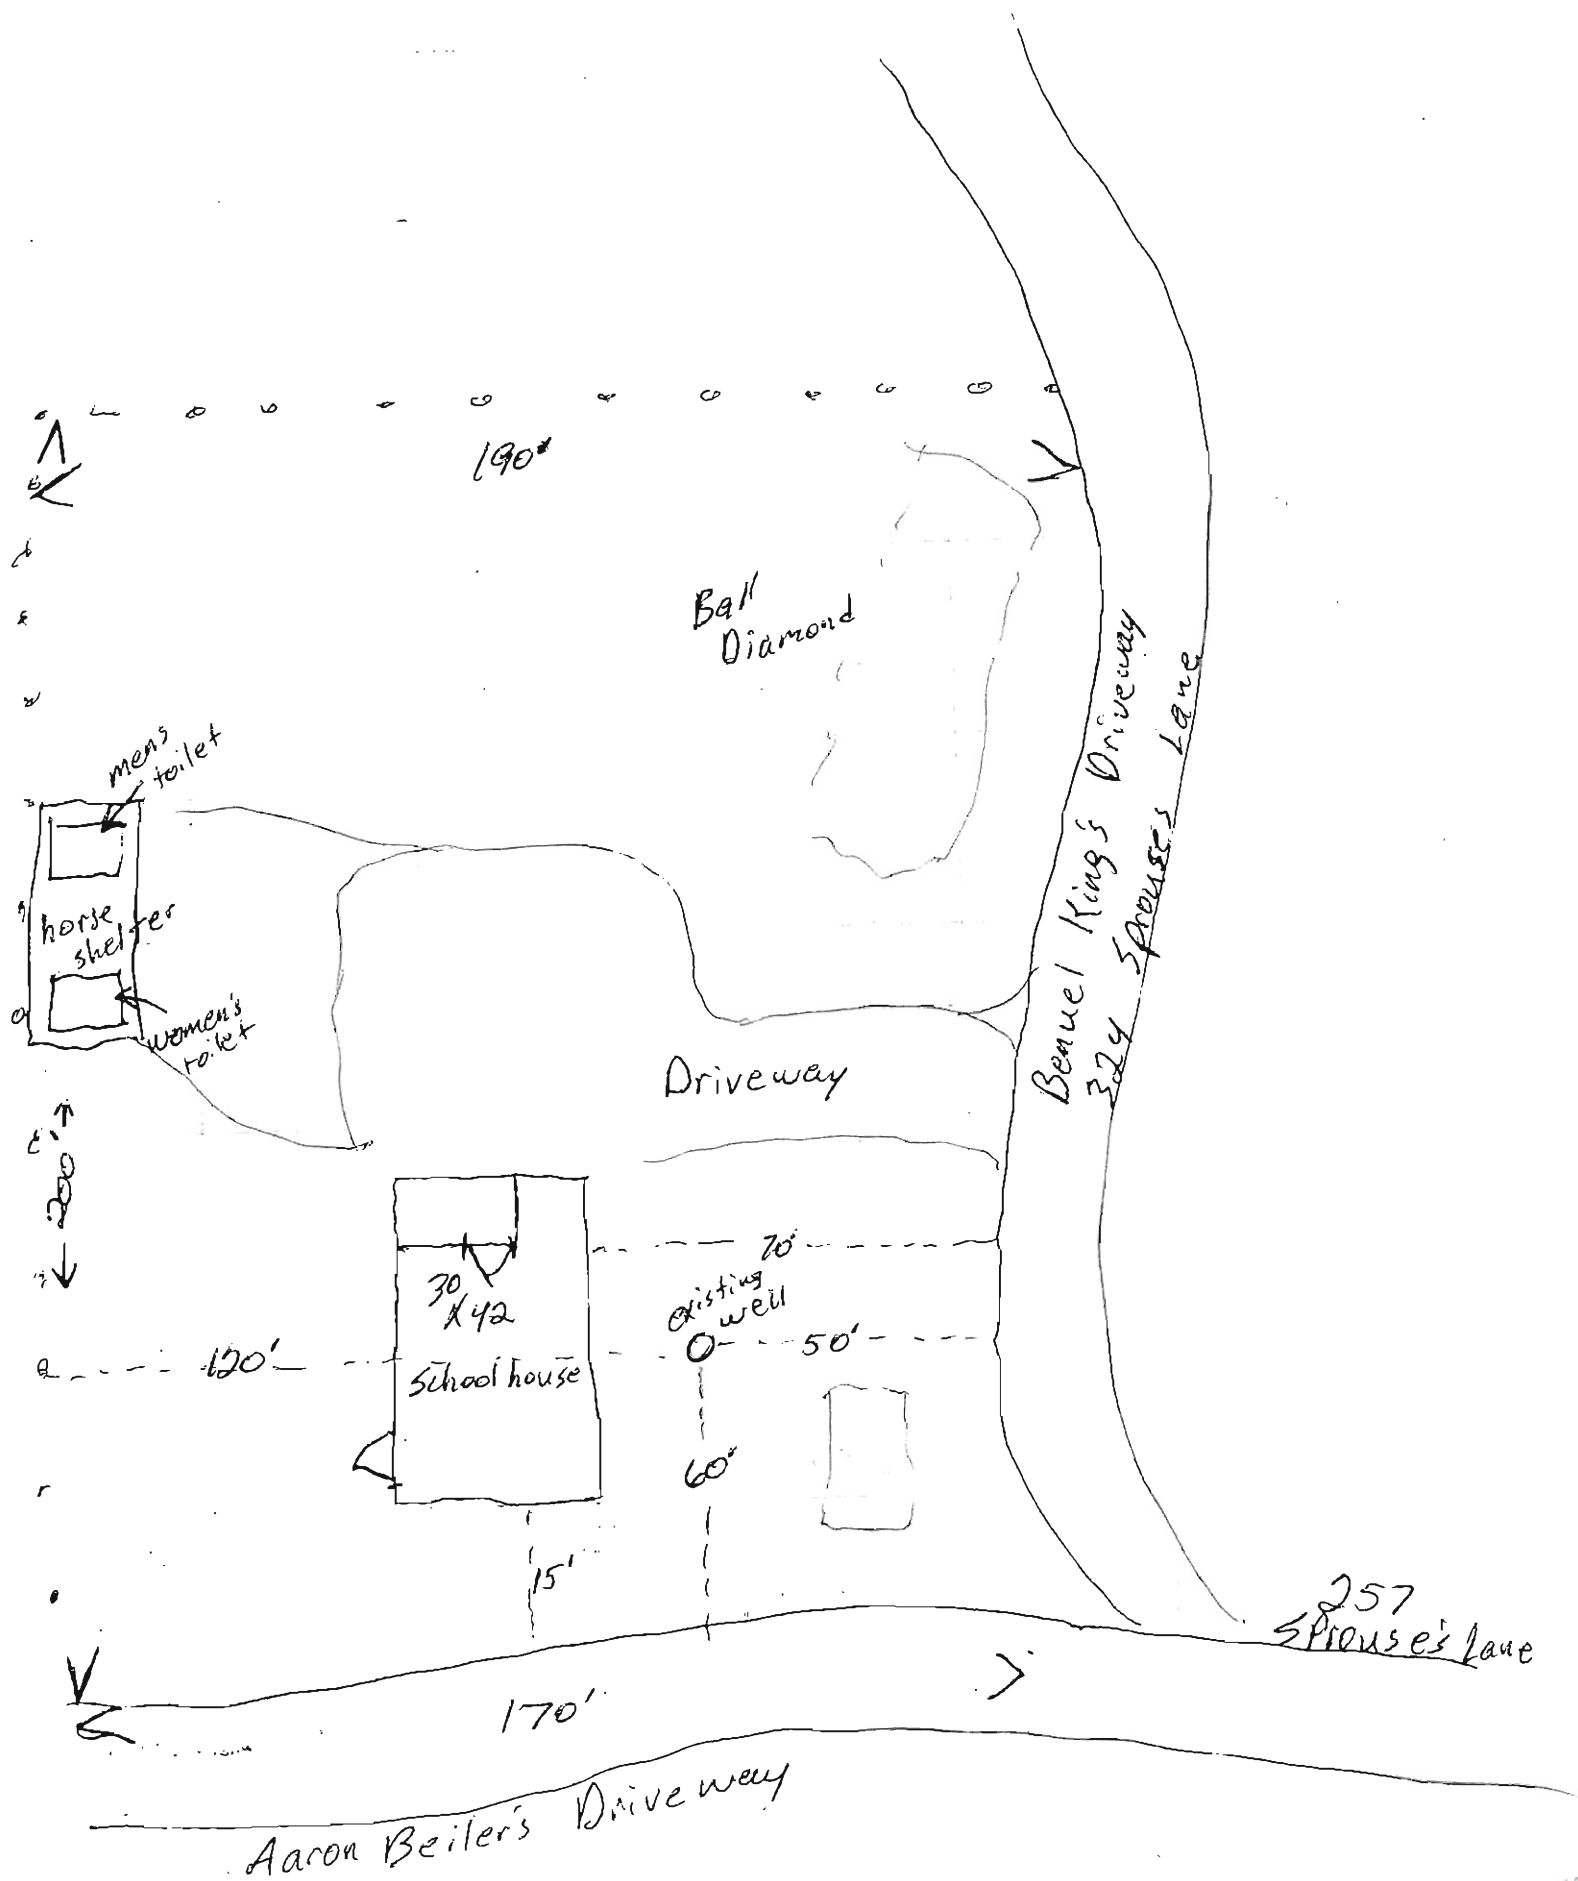 190'
Ball
Diamond
mens
toilet
horse
shelter
women's
toilet
Driveway
Benuel King's Driveway
324 Sprouses Lane
200'
70'
30
X42
existing
well
50'
120'
School house
60'
15'
257
Sprouse's Lane
170'
Aaron Beiler's Driveway